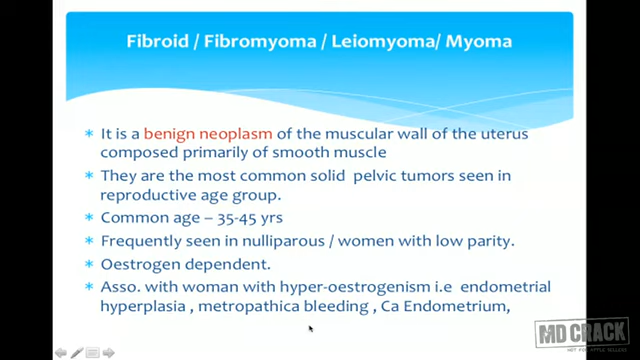 Fibroid / Fibromyoma / Leiomyoma/ Myoma
It is a benign neoplasm of the muscular wall of the uterus
composed primarily of smooth muscle
They are the most common solid pelvic tumors seen in
reproductive age group.
Common age – 35-45 yrs
Frequently seen in nulliparous / women with low parity.
Oestrogen dependent.
Asso. with woman with hyper-oestrogenism i.e endometrial
hyperplasia , metropathica bleeding , Ca Endometrium,
MD CRACK